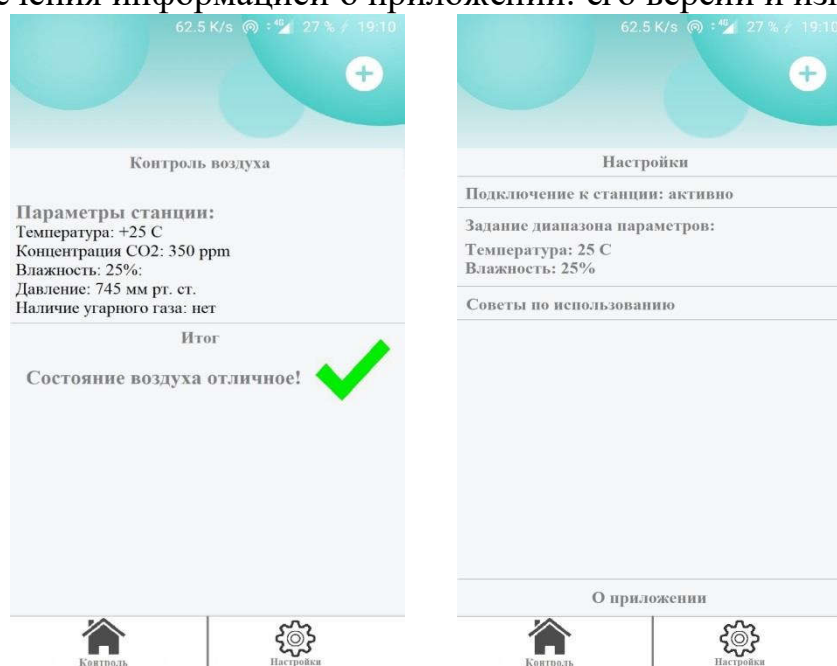 информацией о приложении: его версии и
62.5 K/s 4G 27 % 19:10
Контроль воздуха
Параметры станции:
Температура: +25 С
Концентрация СО2: 350 ppm
Влажность: 25%:
Давление: 745 мм рт. ст.
Наличие угарного газа: нет
Итог
Состояние воздуха отличное!
Контроль
Настройки
62.5 K/s 4G 27 % 19:10
Настройки
Подключение к станции: активно
Задание диапазона параметров:
Температура: 25 С
Влажность: 25%
Советы по использованию
О приложении
Контроль
Настройки